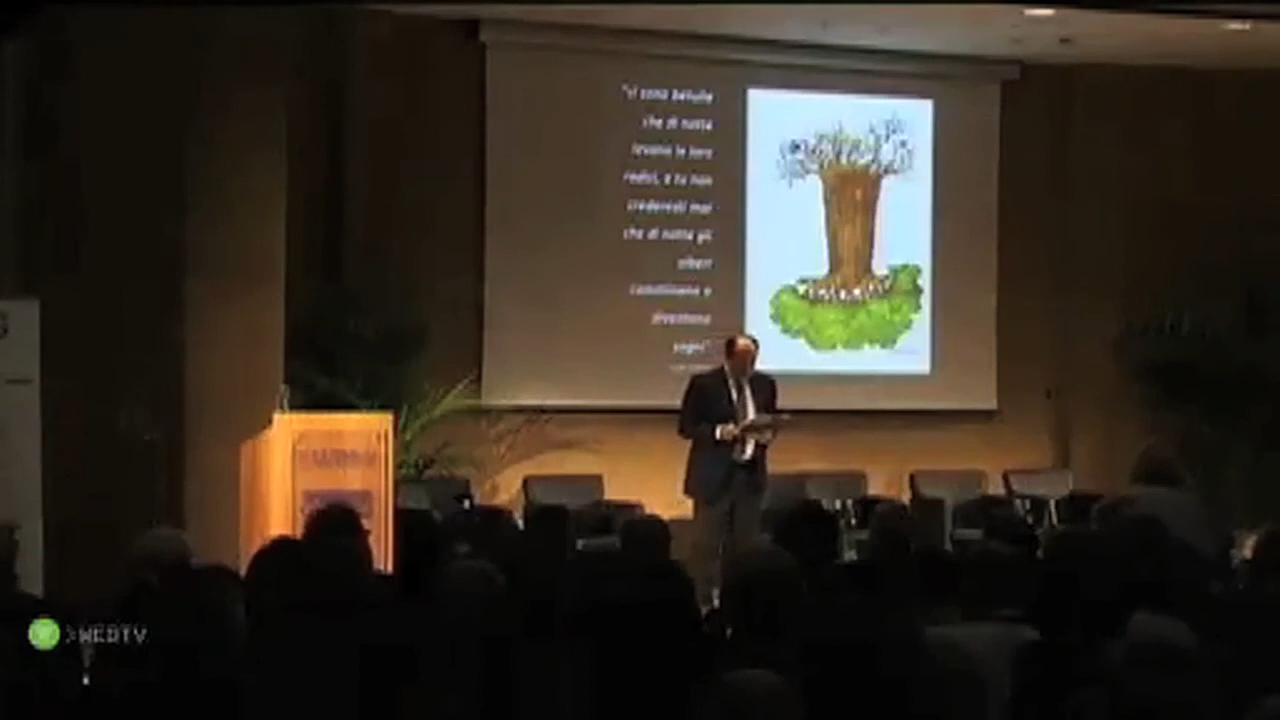 "Vi sono betulle
che di notte
levano le loro
radici, e tu non
crederesti mai
che di notte gli
alberi
camminano o
diventano
sogni"
>WEBTV